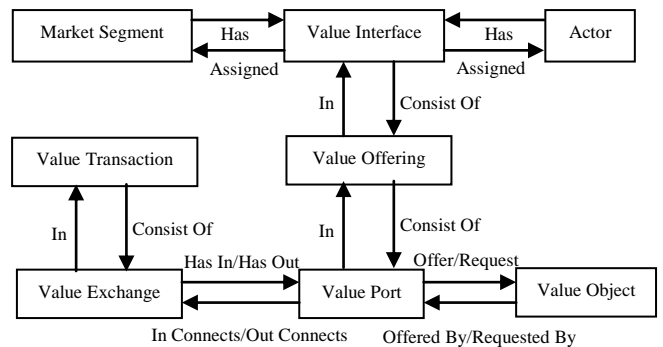 Market Segment
Has
Value Interface
Has
Actor
Assigned
Assigned
In
Consist Of
Value Transaction
Value Offering
In
Consist Of
In
Consist Of
Has In/Has Out
Offer/Request
Value Exchange
Value Port
Value Object
In Connects/Out Connects
Offered By/Requested By